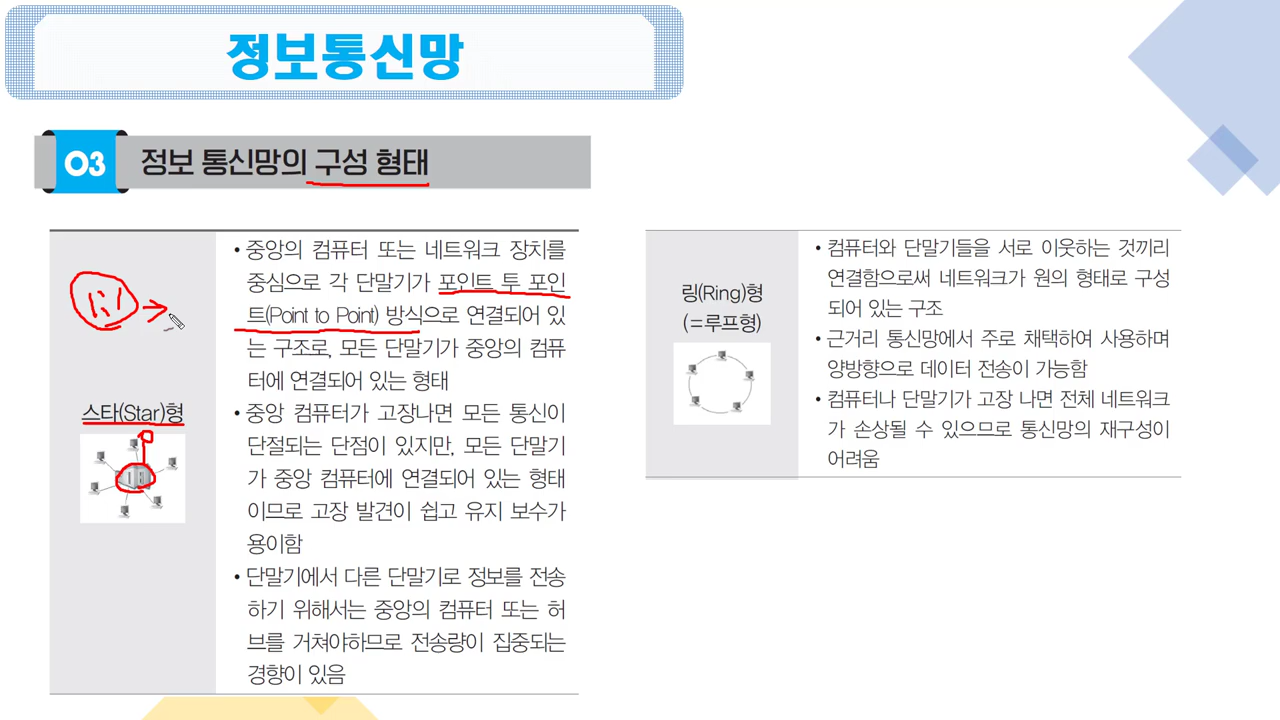 정보통신망
03 정보 통신망의 구성 형태
1:1
스타(Star)형
• 중앙의 컴퓨터 또는 네트워크 장치를
중심으로 각 단말기가 포인트 투 포인
트(Point to Point) 방식으로 연결되어 있
는 구조로, 모든 단말기가 중앙의 컴퓨
터에 연결되어 있는 형태
• 중앙 컴퓨터가 고장나면 모든 통신이
단절되는 단점이 있지만, 모든 단말기
가 중앙 컴퓨터에 연결되어 있는 형태
이므로 고장 발견이 쉽고 유지 보수가
용이함
• 단말기에서 다른 단말기로 정보를 전송
하기 위해서는 중앙의 컴퓨터 또는 허
브를 거쳐야하므로 전송량이 집중되는
경향이 있음
링(Ring)형
(=루프형)
• 컴퓨터와 단말기들을 서로 이웃하는 것끼리
연결함으로써 네트워크가 원의 형태로 구성
되어 있는 구조
• 근거리 통신망에서 주로 채택하여 사용하며
양방향으로 데이터 전송이 가능함
• 컴퓨터나 단말기가 고장 나면 전체 네트워크
가 손상될 수 있으므로 통신망의 재구성이
어려움